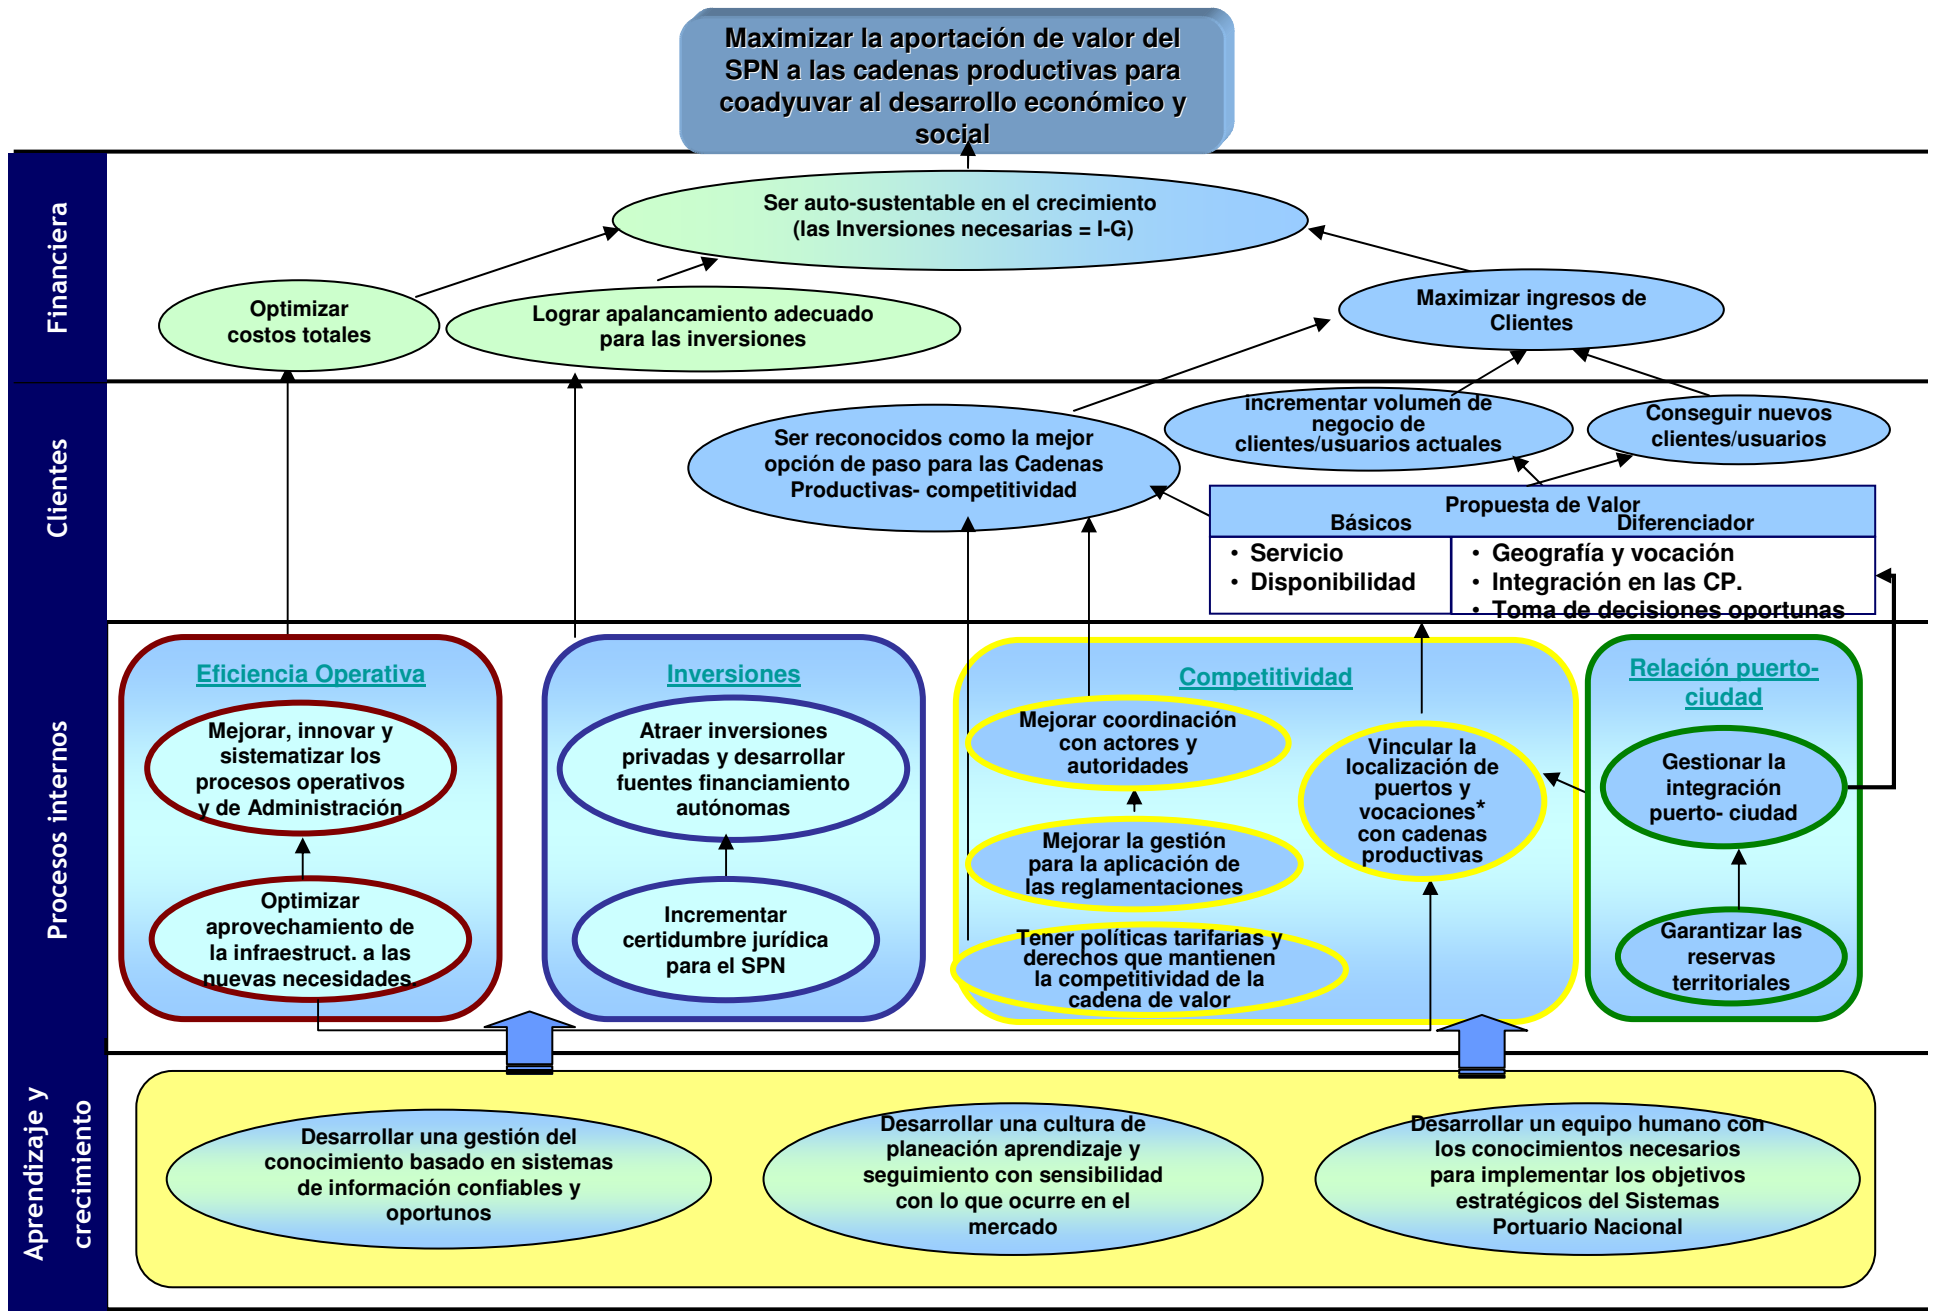 Maximizar la aportación de valor del
SPN a las cadenas productivas para
coadyuvar al desarrollo económico y
social
Financiera
Ser auto-sustentable en el crecimiento
(las Inversiones necesarias = I-G)
Optimizar
costos totales
Lograr apalancamiento adecuado
para las inversiones
Maximizar ingresos de
Clientes
Clientes
Ser reconocidos como la mejor
opción de paso para las Cadenas
Productivas- competitividad
incrementar volumen de
negocio de
clientes/usuarios actuales
Conseguir nuevos
clientes/usuarios
Propuesta de Valor
Básicos
Diferenciador
• Servicio
• Disponibilidad
• Geografía y vocación
• Integración en las CP.
• Toma de decisiones oportunas
Procesos internos
Eficiencia Operativa
Mejorar, innovar y
sistematizar los
procesos operativos
y de Administración
Optimizar
aprovechamiento de
la infraestruct. a las
nuevas necesidades.
Inversiones
Atraer inversiones
privadas y desarrollar
fuentes financiamiento
autónomas
Incrementar
certidumbre jurídica
para el SPN
Competitividad
Mejorar coordinación
con actores y
autoridades
Mejorar la gestión
para la aplicación de
las reglamentaciones
Tener políticas tarifarias y
derechos que mantienen
la competitividad de la
cadena de valor
Vincular la
localización de
puertos y
vocaciones*
con cadenas
productivas
Relación puerto-
ciudad
Gestionar la
integración
puerto- ciudad
Garantizar las
reservas
territoriales
Aprendizaje y
crecimiento
Desarrollar una gestión del
conocimiento basado en sistemas
de información confiables y
oportunos
Desarrollar una cultura de
planeación aprendizaje y
seguimiento con sensibilidad
con lo que ocurre en el
mercado
Desarrollar un equipo humano con
los conocimientos necesarios
para implementar los objetivos
estratégicos del Sistemas
Portuario Nacional